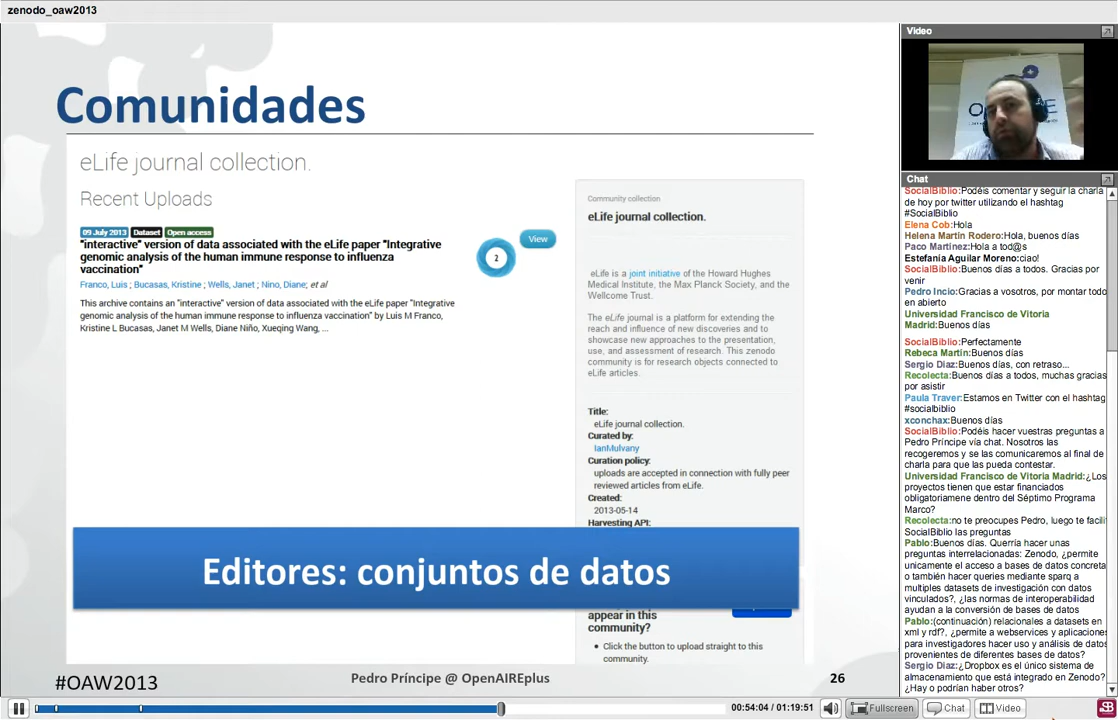 zenodo_oaw2013
Comunidades
eLife journal collection.
Recent Uploads
09 July 2013 Dataset Open access
"interactive" version of data associated with the eLife paper "Integrative
genomic analysis of the human immune response to influenza
vaccination"
Franco, Luis ; Bucasas, Kristine ; Wells, Janet ; Nino, Diane; et al
This archive contains an "interactive" version of data associated with the eLife paper "Integrative
genomic analysis of the human immune response to influenza vaccination" by Luis M Franco,
Kristine L Bucasas, Janet M Wells, Diane Niño, Xueqing Wang, ...
2
View
Community collection
eLife journal collection.
eLife is a joint initiative of the Howard Hughes
Medical Institute, the Max Planck Society, and the
Wellcome Trust.
The eLife journal is a platform for extending the
reach and influence of new discoveries and to
showcase new approaches to the presentation,
use, and assessment of research. This zenodo
community is for research objects connected to
eLife articles.
Title:
eLife journal collection.
Curated by:
IanMulvany
Curation policy:
uploads are accepted in connection with fully peer
reviewed articles from eLife.
Created:
2013-05-14
Harvesting API:
Editores: conjuntos de datos
appear in this
community?
Click the button to upload straight to this
community.
#OAW2013
Pedro Príncipe @ OpenAIREplus
26
Video
Chat
SocialBiblio:Podéis comentar y seguir la charla
de hoy por twitter utilizando el hashtag
#SocialBiblio
Elena Cob:Hola
Helena Martín Rodero:Hola, buenos días
Paco Martinez:Hola a tod@s
Estefanía Aguilar Moreno:ciao!
SocialBiblio:Buenos días a todos. Gracias por
venir
Pedro Incio:Gracias a vosotros, por montar todo
en abierto
Universidad Francisco de Vitoria
Madrid:Buenos días
SocialBiblio:Perfectamente
Rebeca Martín:Buenos días
Sergio Diaz:Buenos días, con retraso...
Recolecta:Buenos días a todos, muchas gracias
por asistir
Paula Traver:Estamos en Twitter con el hashtag
#socialbiblio
xconchax:Buenos días
SocialBiblio:Podéis hacer vuestras preguntas a
Pedro Príncipe vía chat. Nosotros las
recogeremos y se las comunicaremos al final de
charla para que las pueda contestar.
Universidad Francisco de Vitoria Madrid:¿Los
proyectos tienen que estar financiados
obligatoriamene dentro del Séptimo Programa
Marco?
Recolecta:no te preocupes Pedro, luego te facili
SocialBiblio las preguntas
Pablo:Buenos días. Querría hacer unas
preguntas interrelacionadas: Zenodo, ¿permite
unicamente el acceso a bases de datos concreta
o también hacer queries mediante sparq a
multiples datasets de investigación con datos
vinculados?, ¿las normas de interoperabilidad
ayudan a la conversión de bases de datos
Pablo:(continuación) relacionales a datasets en
xml y rdf?, ¿permite a webservices y aplicacione
para investigadores hacer uso y análisis de datos
provenientes de diferentes bases de datos?
Sergio Diaz:¿Dropbox es el único sistema de
almacenamiento que está integrado en Zenodo?
¿Hay o podrían haber otros?
00:54:04 / 01:19:51
Fullscreen
Chat
Video